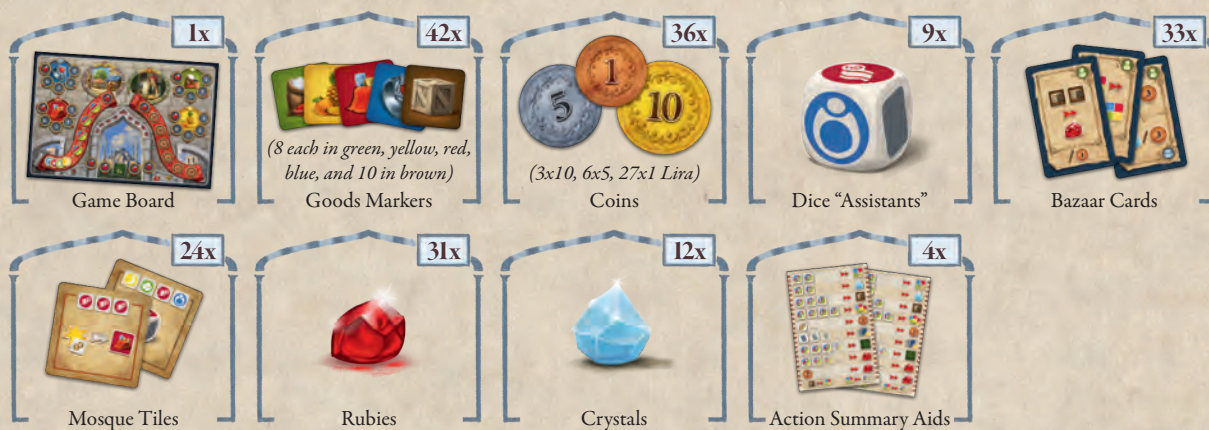 1x
42x
36x
9x
33x
5
1
10
(8 each in green, yellow, red,
blue, and 10 in brown)
(3x10, 6x5, 27x1 Lira)
Game Board
Goods Markers
Coins
Dice “Assistants”
Bazaar Cards
24x
31x
12x
4x
Mosque Tiles
Rubies
Crystals
Action Summary Aids